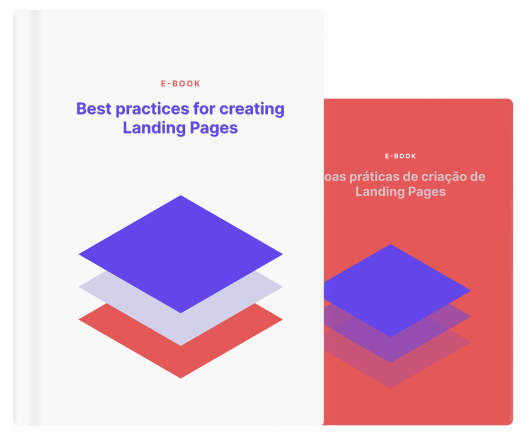 E-BOOK
Best practices for creating
Landing Pages
E-BOOK
oas práticas de criação de
Landing Pages